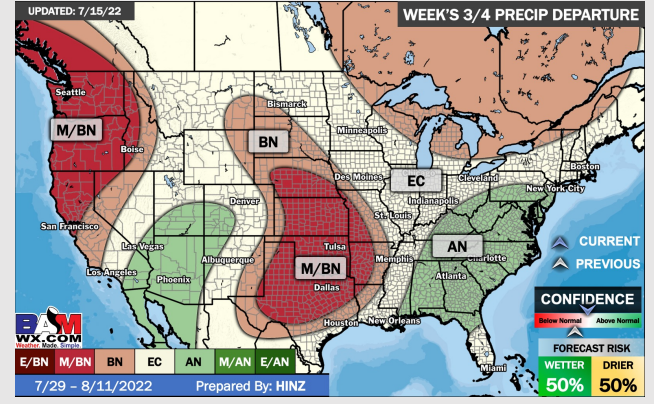 UPDATED: 7/15/22
WEEK'S 3/4 PRECIP DEPARTURE
Seattle
Bismarck
M/BN
Minneapolis
Boise
BN
Boston
Des Moines
EC
Cleveland
New York City
Denver
Indianapolis
St. Louis
San Francisco
Las Vegas
Tulsa
AN
CURRENT
Albuquerque
Memphis
Charlotte
PREVIOUS
Los Angeles
Phoenix
M/BN
Atlanta
Dallas
CONFIDENCE
Houston
New Orleans
Below Normal
Above Normal
BAM
WX.COM
Weather. Made. Simple.
FORECAST RISK
E/BN M/BN BN EC AN M/AN E/AN
Miami
WETTER
DRIER
7/29 – 8/11/2022
Prepared By: HINZ
50%
50%